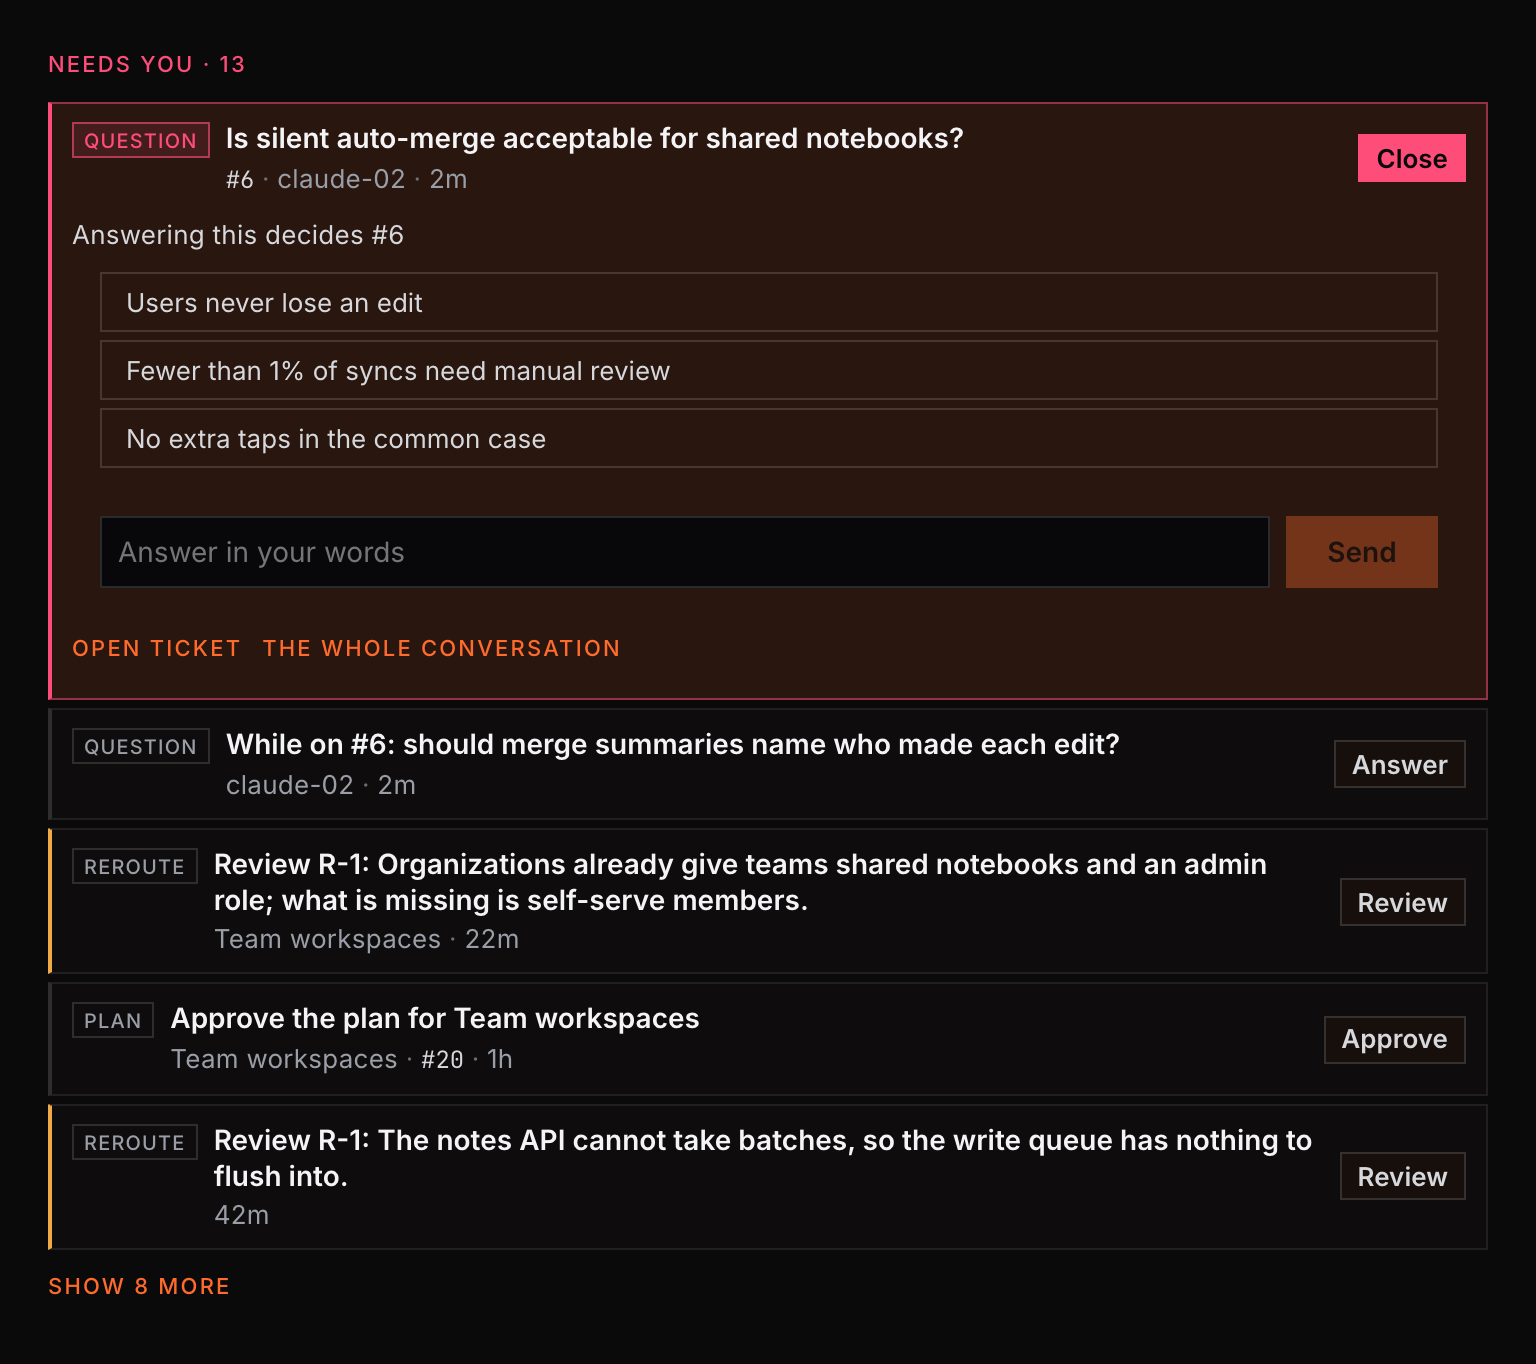 NEEDS YOU · 13
QUESTION
Is silent auto-merge acceptable for shared notebooks?
#6 · claude-02 · 2m
Close
Answering this decides #6
Users never lose an edit
Fewer than 1% of syncs need manual review
No extra taps in the common case
Answer in your words
Send
OPEN TICKET THE WHOLE CONVERSATION
QUESTION
While on #6: should merge summaries name who made each edit?
claude-02 · 2m
Answer
REROUTE
Review R-1: Organizations already give teams shared notebooks and an admin
role; what is missing is self-serve members.
Team workspaces · 22m
Review
PLAN
Approve the plan for Team workspaces
Team workspaces · #20 · 1h
Approve
REROUTE
Review R-1: The notes API cannot take batches, so the write queue has nothing to
flush into.
42m
Review
SHOW 8 MORE